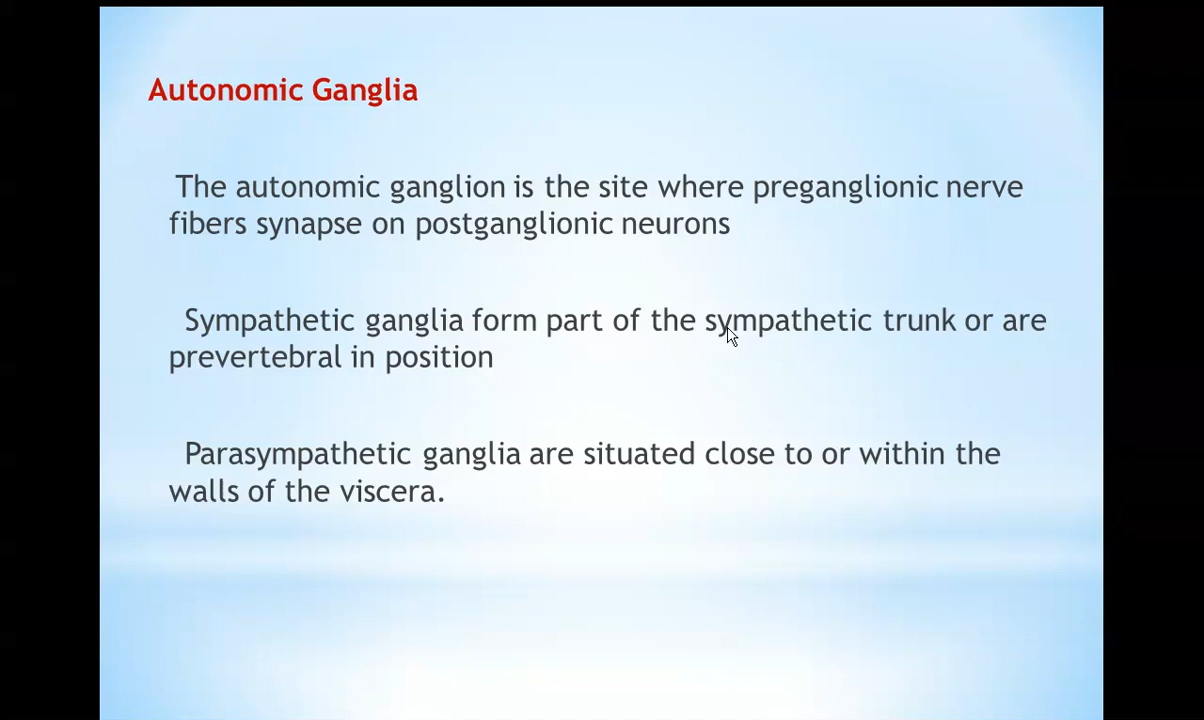 Autonomic Ganglia
The autonomic ganglion is the site where preganglionic nerve
fibers synapse on postganglionic neurons
Sympathetic ganglia form part of the sympathetic trunk or are
prevertebral in position
Parasympathetic ganglia are situated close to or within the
walls of the viscera.